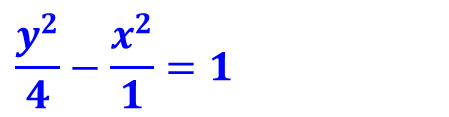 y²/4 − x²/1 = 1